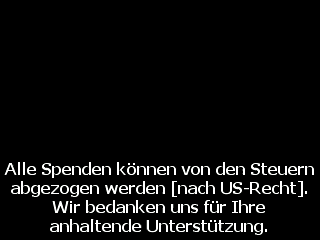 Alle Spenden können von den Steuern
abgezogen werden [nach US-Recht].
Wir bedanken uns für Ihre
anhaltende Unterstützung.